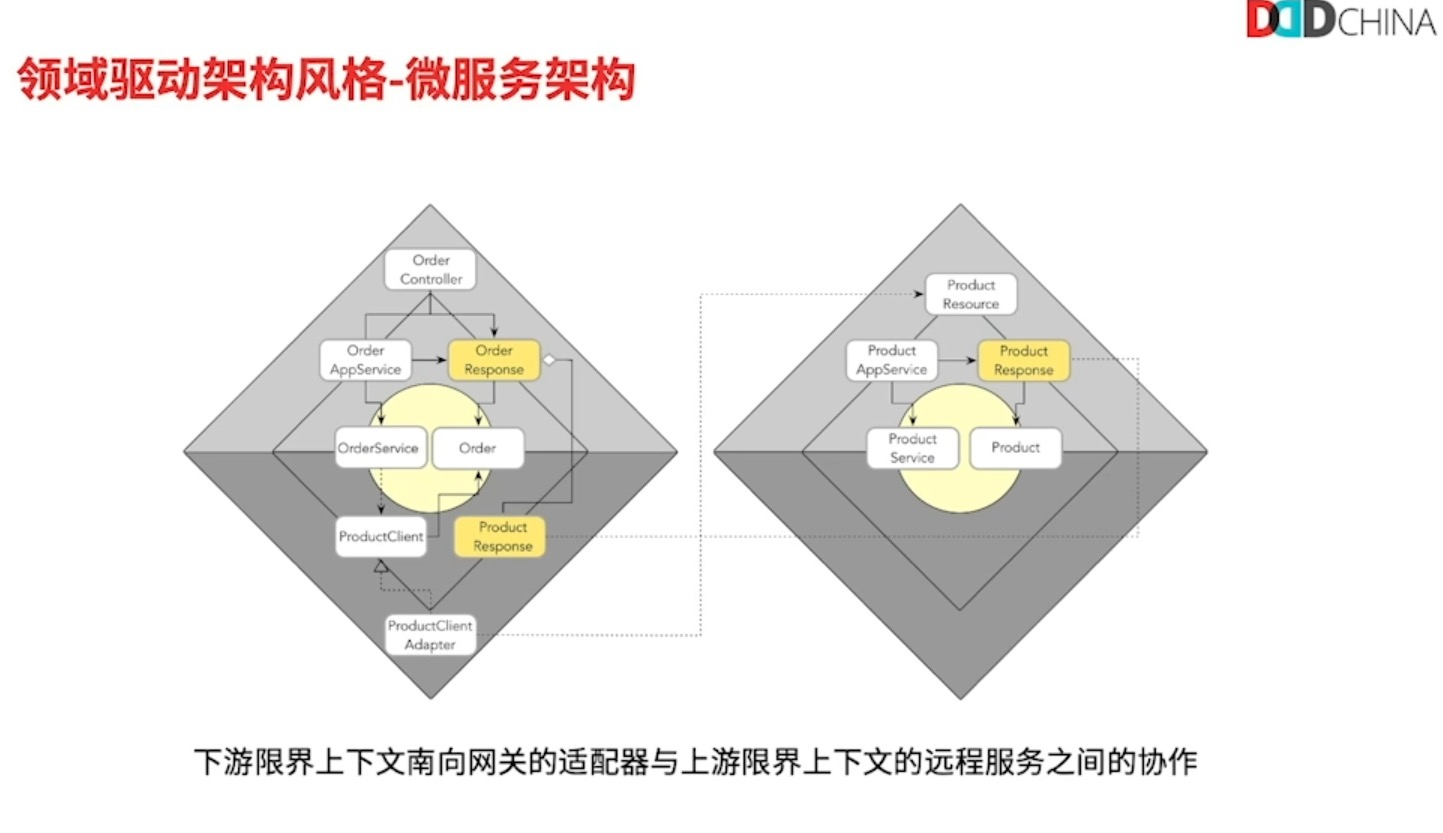 DDDCHINA
领域驱动架构风格-微服务架构
Order
Controller
Order
AppService
Order
Response
OrderService
Order
ProductClient
Product
Response
ProductClient
Adapter
Product
Resource
Product
AppService
Product
Response
Product
Service
Product
下游限界上下文南向网关的适配器与上游限界上下文的远程服务之间的协作